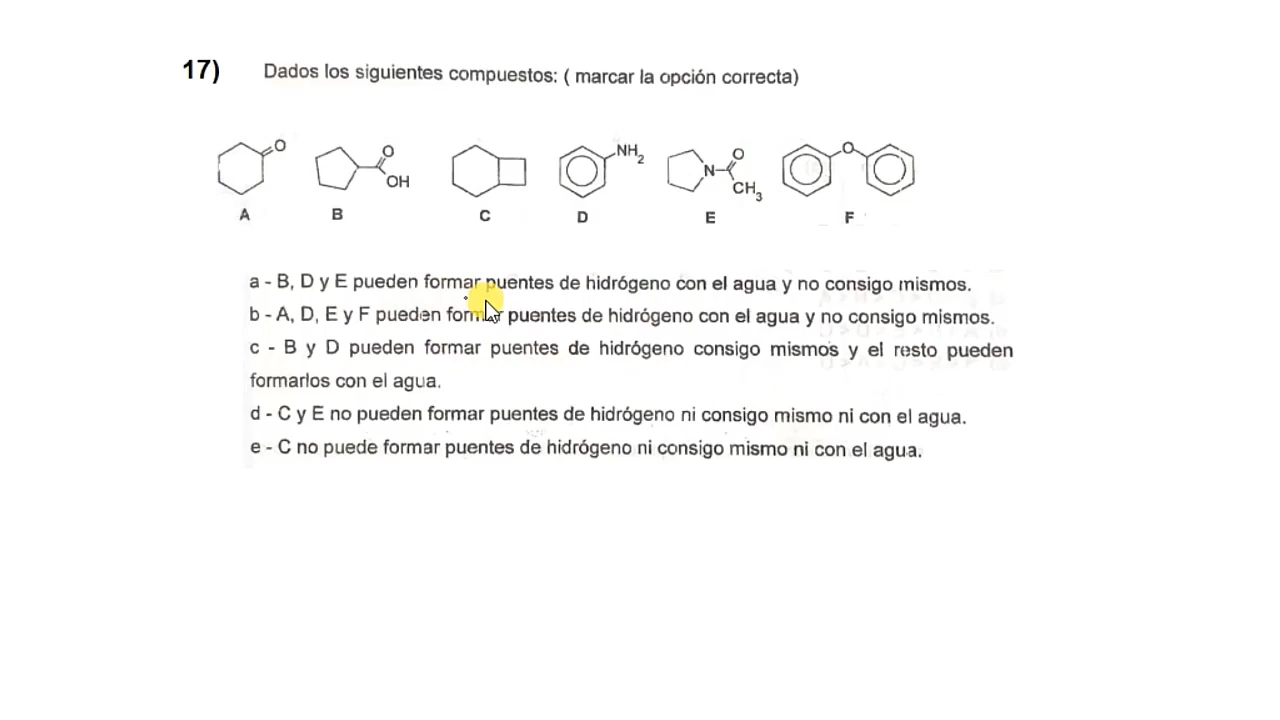 17) Dados los siguientes compuestos: ( marcar la opción correcta)
O O OH NH2 N O CH3 O
A B C D E F
a - B, D y E pueden formar puentes de hidrógeno con el agua y no consigo mismos.
b - A, D, E y F pueden formar puentes de hidrógeno con el agua y no consigo mismos.
c - B y D pueden formar puentes de hidrógeno consigo mismos y el resto pueden
formarlos con el agua.
d - C y E no pueden formar puentes de hidrógeno ni consigo mismo ni con el agua.
e - C no puede formar puentes de hidrógeno ni consigo mismo ni con el agua.